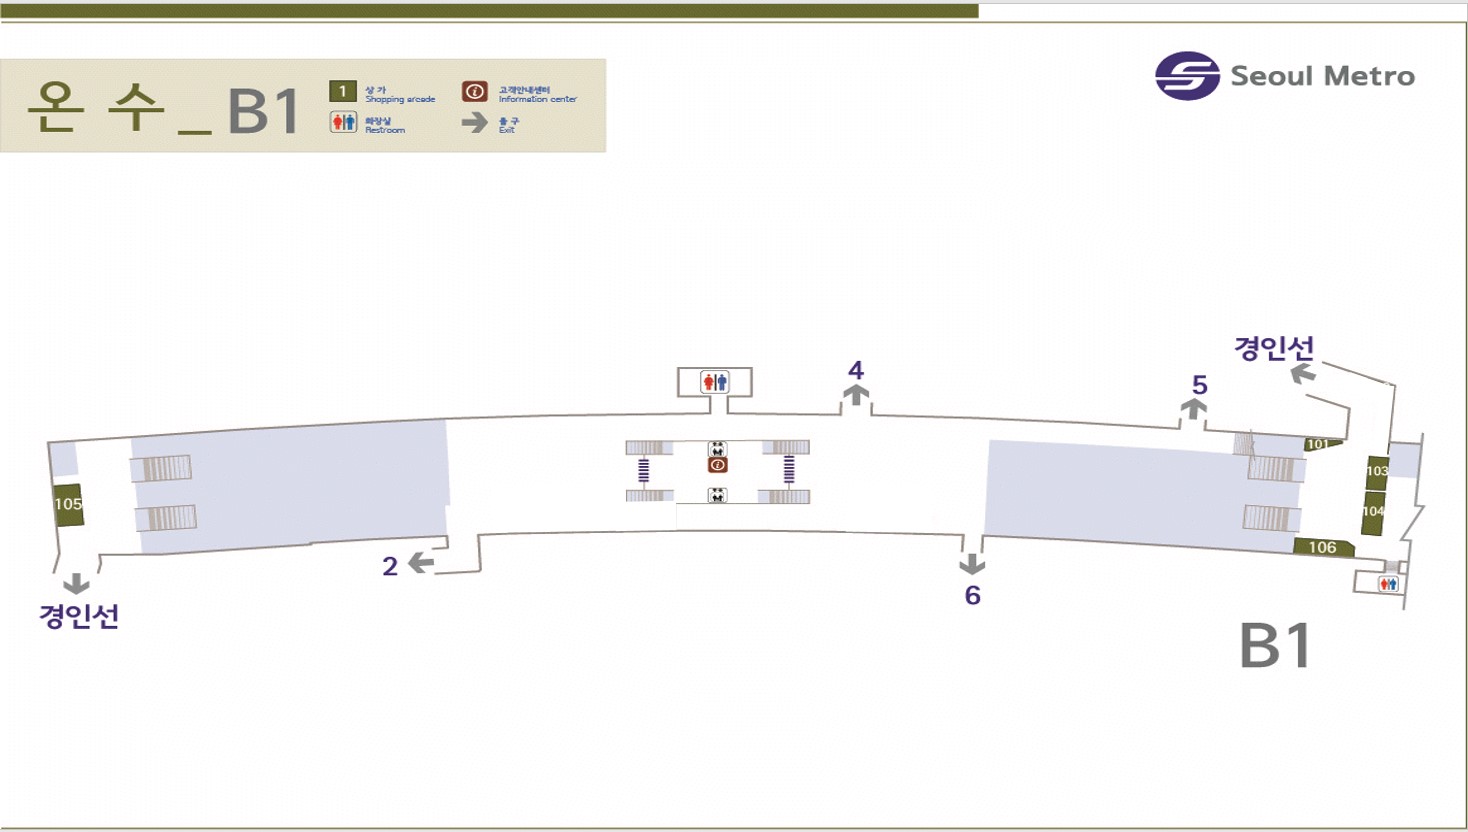 온 수 _ B1
1 상 가
Shopping arcade
화장실
Restroom
고객안내센터
Information center
출 구
Exit
Seoul Metro
경인선
4
5
101
103
105
104
106
2
6
경인선
B1